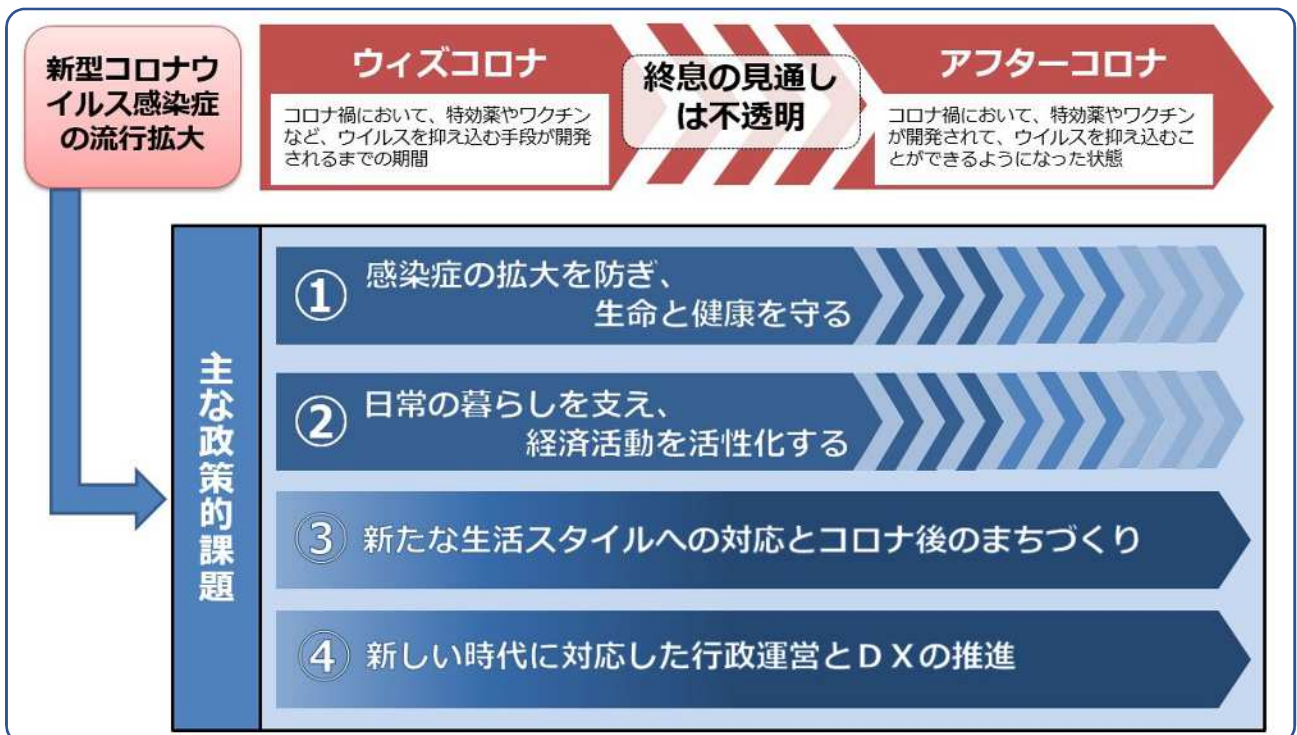 新型コロナウ
イルス感染症
の流行拡大
ウィズコロナ
コロナ禍において、特効薬やワクチン
など、ウイルスを抑え込む手段が開発
されるまでの期間
終息の見通し
は不透明
アフターコロナ
コロナ禍において、特効薬やワクチン
が開発されて、ウイルスを抑え込むこ
とができるようになった状態
主な政策的課題
① 感染症の拡大を防ぎ、
生命と健康を守る
② 日常の暮らしを支え、
経済活動を活性化する
③ 新たな生活スタイルへの対応とコロナ後のまちづくり
④ 新しい時代に対応した行政運営とＤＸの推進